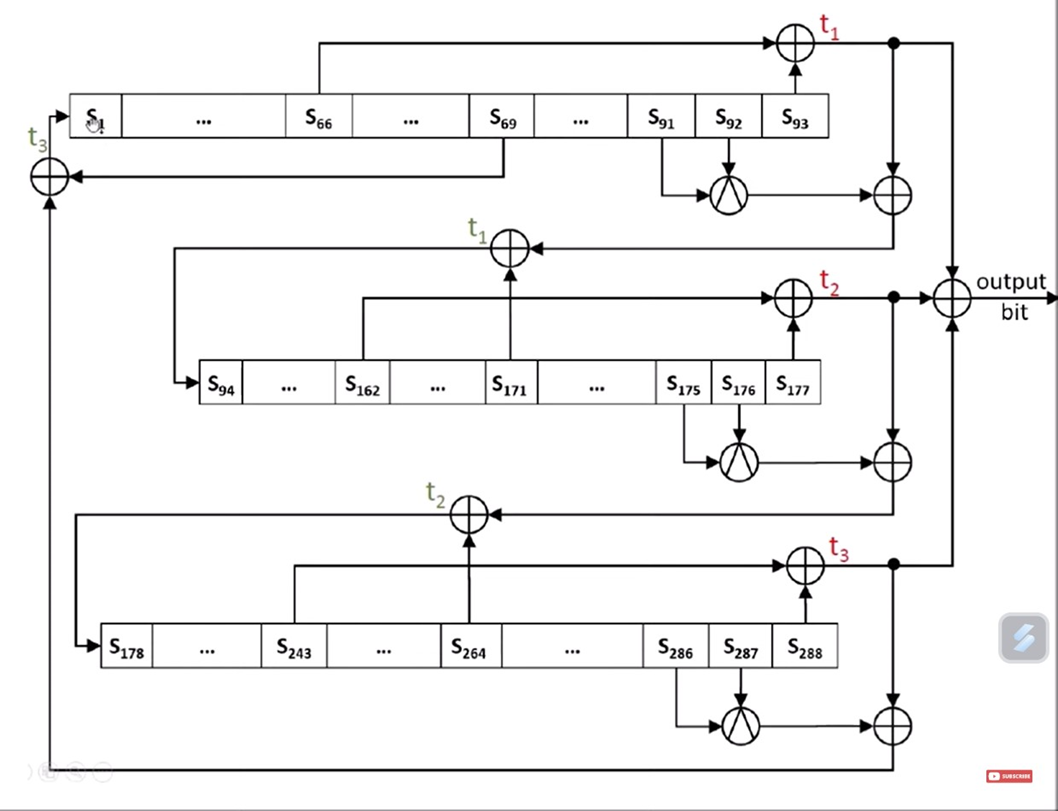 t₁
S₁ ... S₆₆ ... S₆₉ ... S₉₁ S₉₂ S₉₃
t₃
t₁
t₂
output
bit
S₉₄ ... S₁₆₂ ... S₁₇₁ ... S₁₇₅ S₁₇₆ S₁₇₇
t₂
t₃
S₁₇₈ ... S₂₄₃ ... S₂₆₄ ... S₂₈₆ S₂₈₇ S₂₈₈
SUBSCRIBE